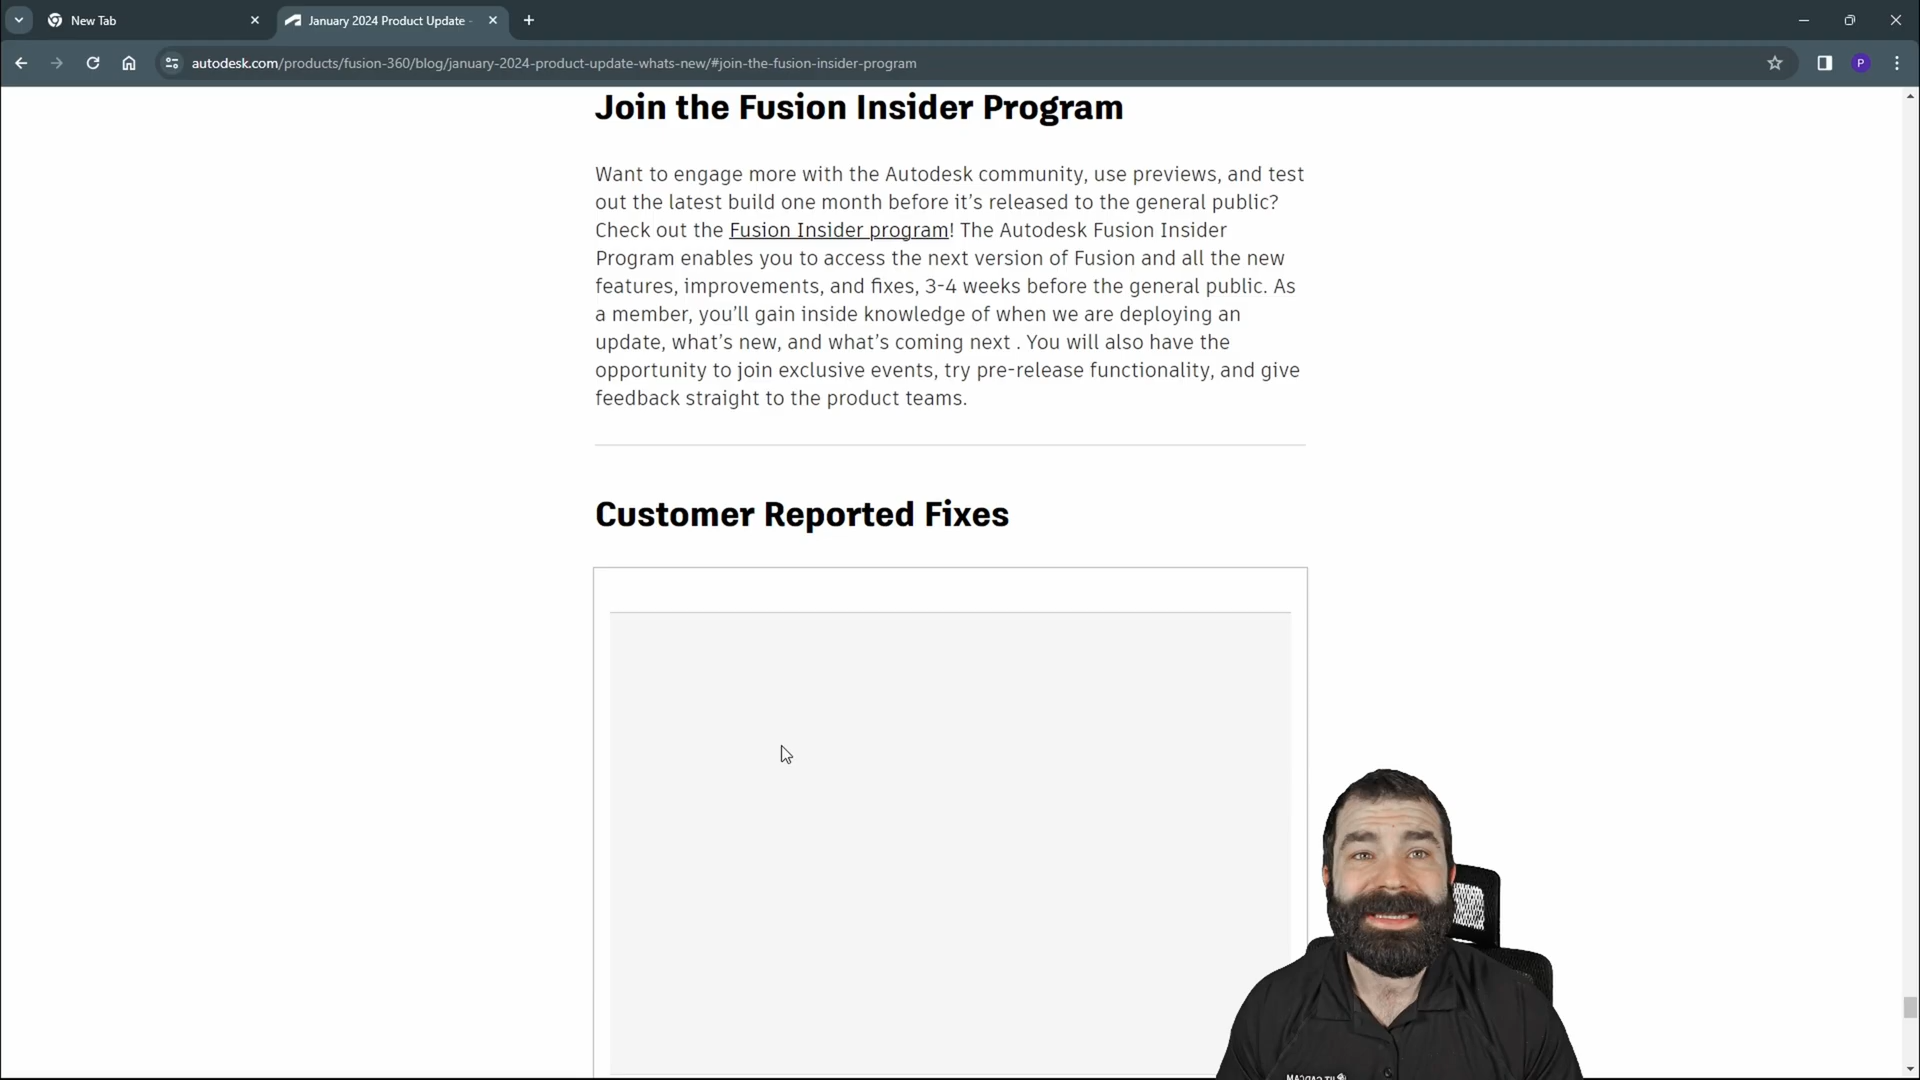 New Tab
January 2024 Product Update -
autodesk.com/products/fusion-360/blog/january-2024-product-update-whats-new/#join-the-fusion-insider-program
P
Join the Fusion Insider Program
Want to engage more with the Autodesk community, use previews, and test
out the latest build one month before it’s released to the general public?
Check out the Fusion Insider program! The Autodesk Fusion Insider
Program enables you to access the next version of Fusion and all the new
features, improvements, and fixes, 3-4 weeks before the general public. As
a member, you’ll gain inside knowledge of when we are deploying an
update, what’s new, and what’s coming next . You will also have the
opportunity to join exclusive events, try pre-release functionality, and give
feedback straight to the product teams.
Customer Reported Fixes